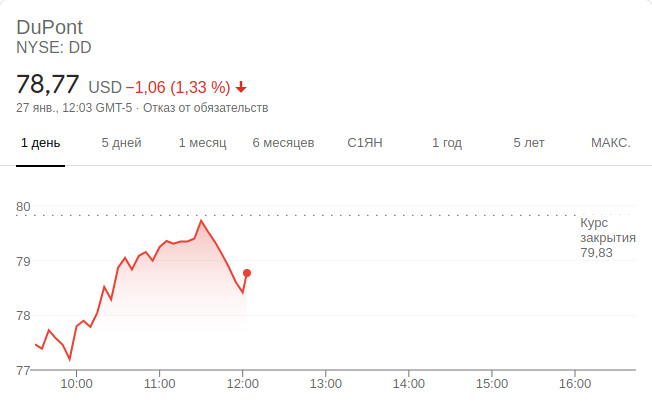 DuPont
NYSE: DD
78,77 USD −1,06 (1,33 %)
27 янв., 12:03 GMT-5 · Отказ от обязательств
1 день 5 дней 1 месяц 6 месяцев С1ЯН 1 год 5 лет МАКС.
80
Курс
закрытия
79,83
79
78
77
10:00 11:00 12:00 13:00 14:00 15:00 16:00